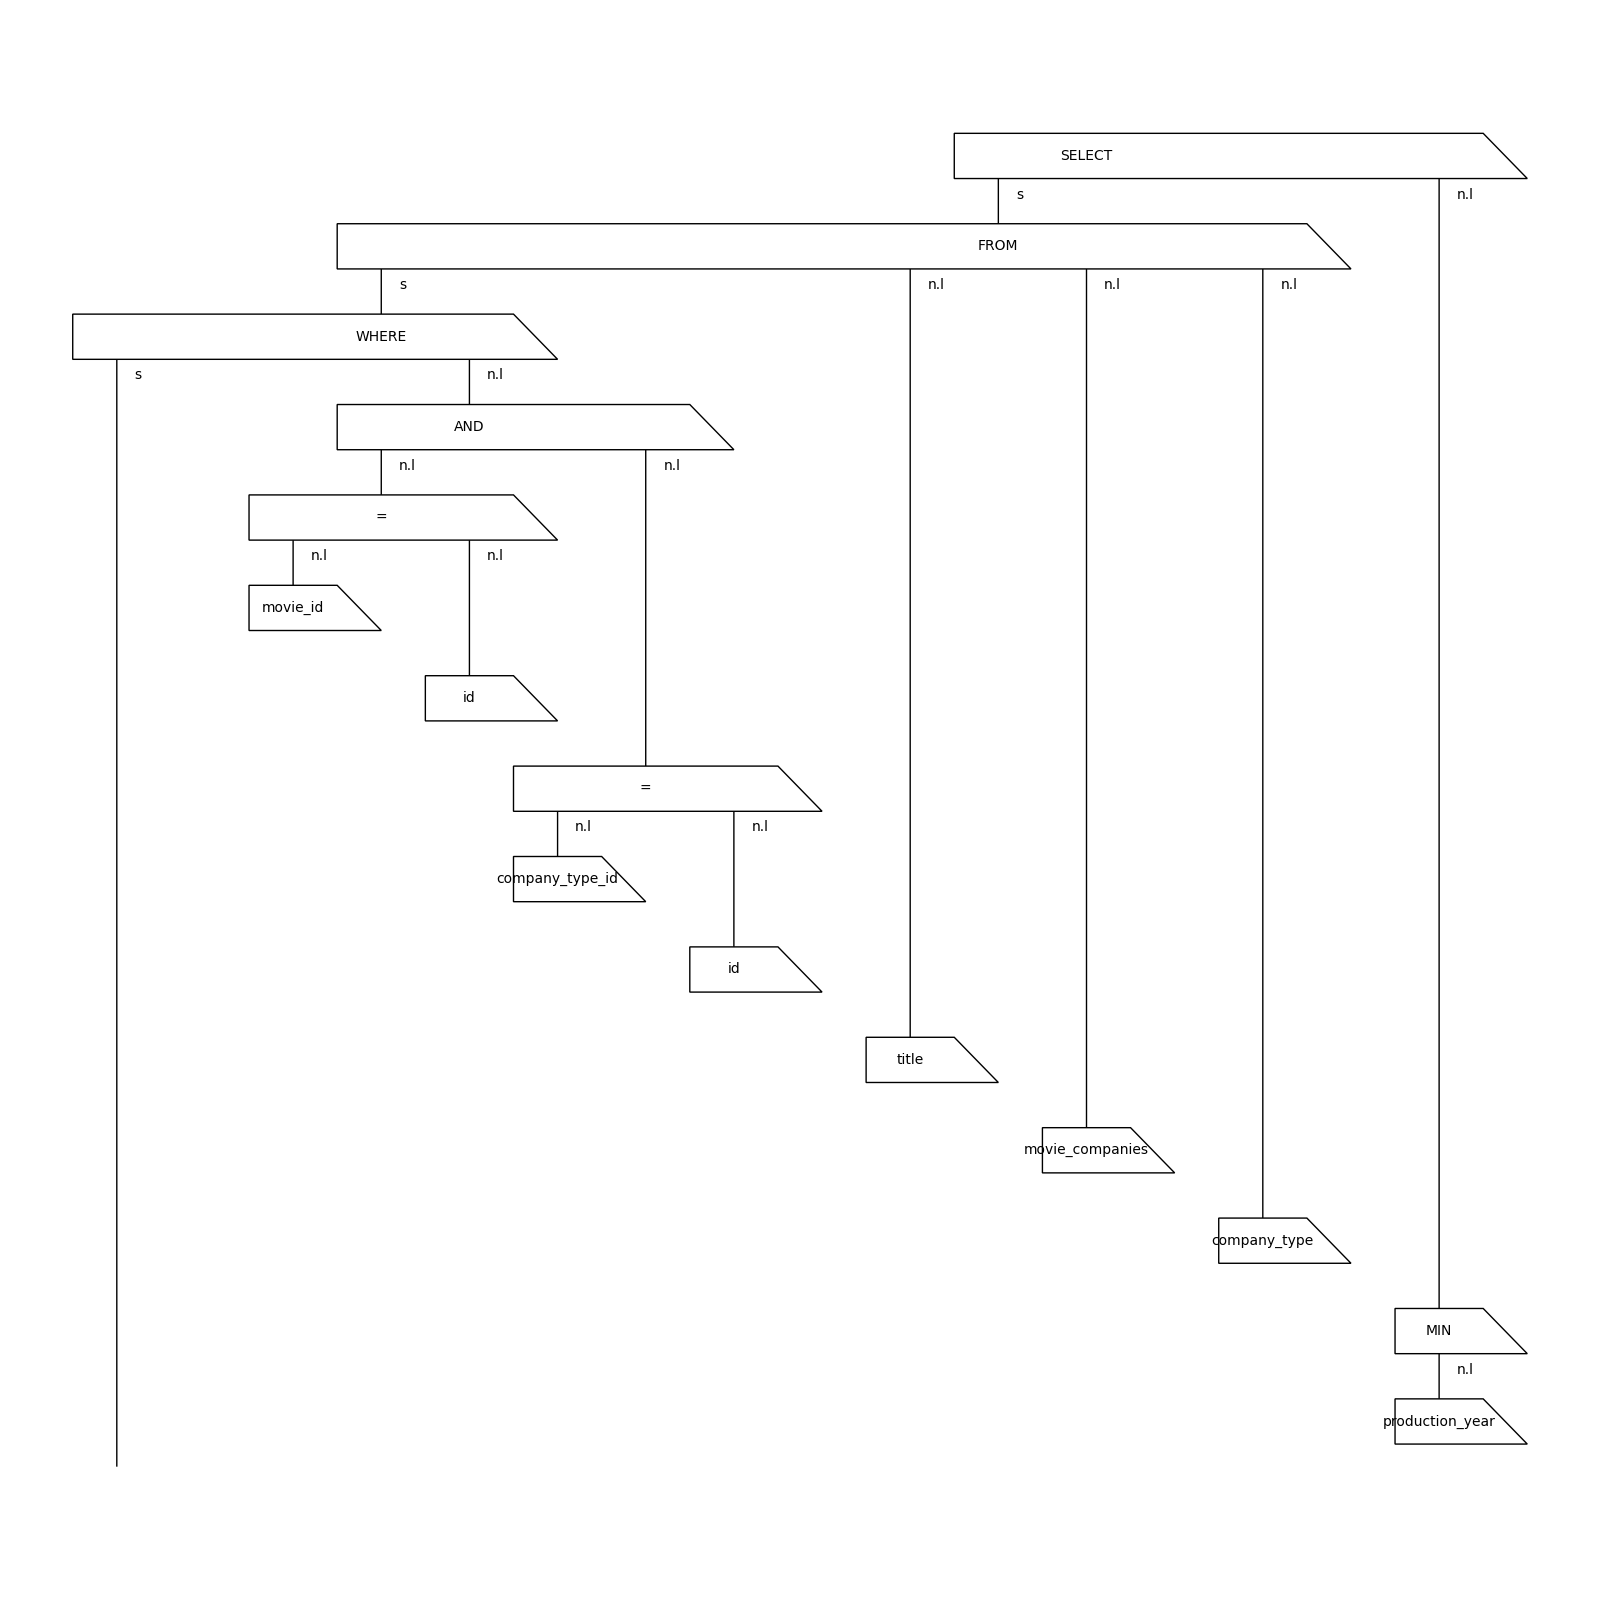 SELECT
s n.l
FROM
s n.l n.l n.l
WHERE
s n.l
AND
n.l n.l
=
n.l n.l
movie_id
id
=
n.l n.l
company_type_id
id
title
movie_companies
company_type
MIN
n.l
production_year